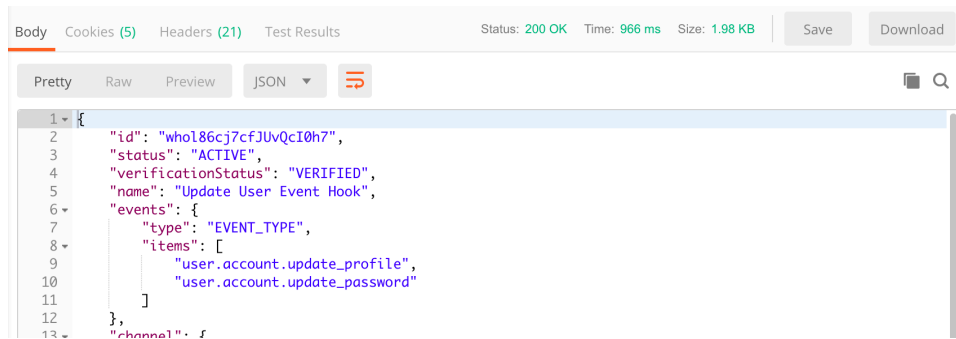 Body Cookies (5) Headers (21) Test Results Status: 200 OK Time: 966 ms Size: 1.98 KB Save Download
Pretty Raw Preview JSON
1 {
2 "id": "whol86cj7cfJUvQcI0h7",
3 "status": "ACTIVE",
4 "verificationStatus": "VERIFIED",
5 "name": "Update User Event Hook",
6 "events": {
7 "type": "EVENT_TYPE",
8 "items": [
9 "user.account.update_profile",
10 "user.account.update_password"
11 ]
12 },
13 "channel": {